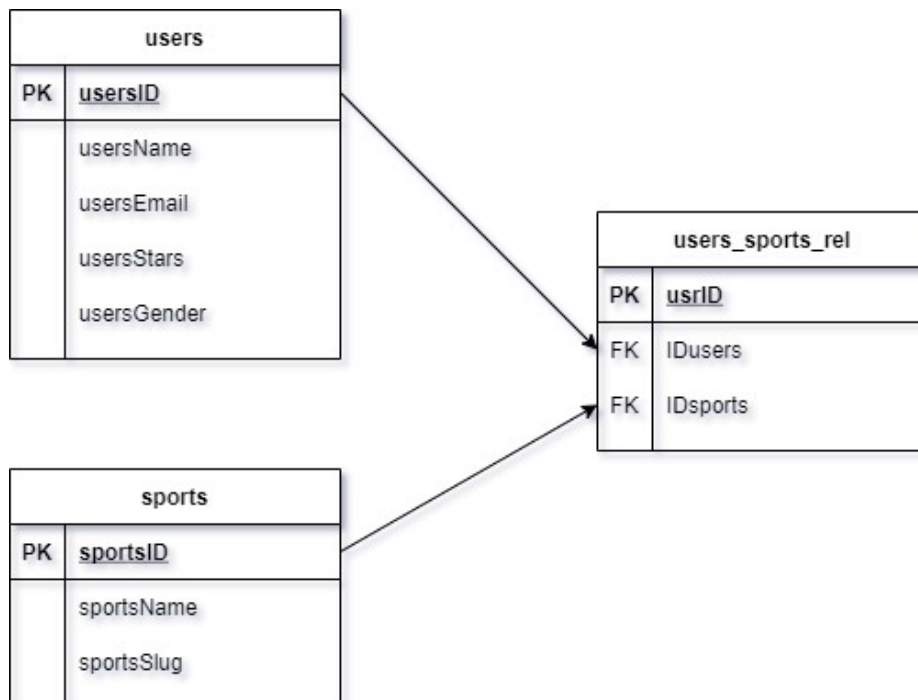 users
PK usersID
usersName
usersEmail
usersStars
usersGender
users_sports_rel
PK usrID
FK IDusers
FK IDsports
sports
PK sportsID
sportsName
sportsSlug